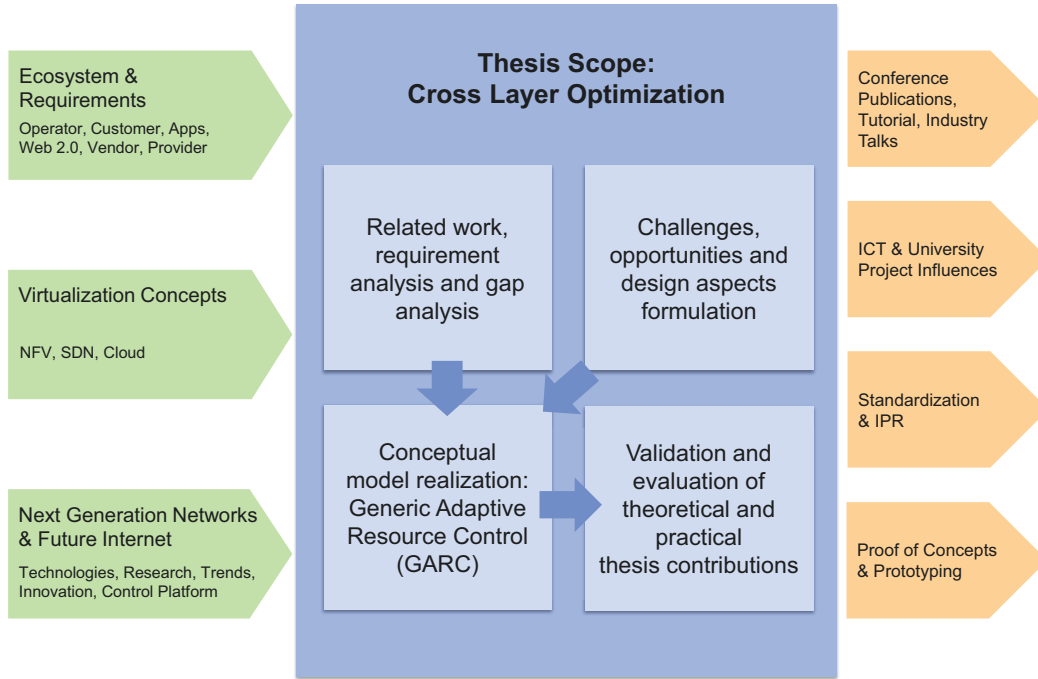 Ecosystem &
Requirements
Operator, Customer, Apps,
Web 2.0, Vendor, Provider
Virtualization Concepts
NFV, SDN, Cloud
Next Generation Networks
& Future Internet
Technologies, Research, Trends,
Innovation, Control Platform
Thesis Scope:
Cross Layer Optimization
Related work,
requirement
analysis and gap
analysis
Challenges,
opportunities and
design aspects
formulation
Conceptual
model realization:
Generic Adaptive
Resource Control
(GARC)
Validation and
evaluation of
theoretical and
practical
thesis contributions
Conference
Publications,
Tutorial, Industry
Talks
ICT & University
Project Influences
Standardization
& IPR
Proof of Concepts
& Prototyping